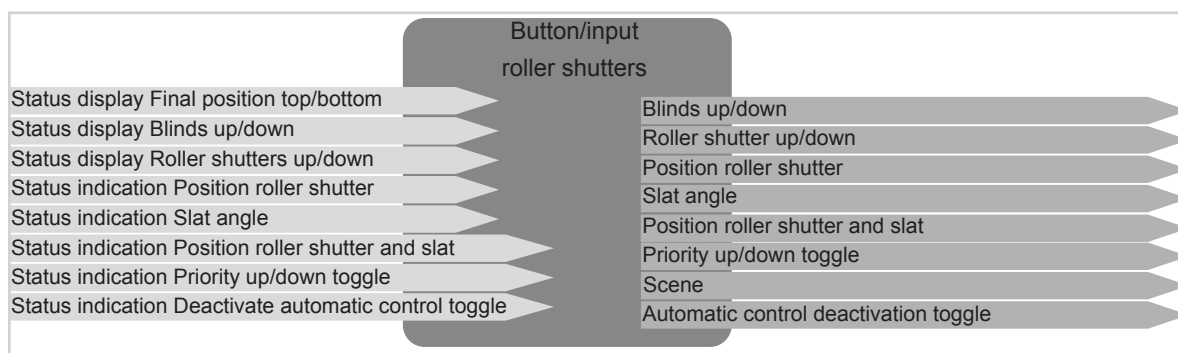 Button/input
roller shutters
Status display Final position top/bottom
Status display Blinds up/down
Status display Roller shutters up/down
Status indication Position roller shutter
Status indication Slat angle
Status indication Position roller shutter and slat
Status indication Priority up/down toggle
Status indication Deactivate automatic control toggle
Blinds up/down
Roller shutter up/down
Position roller shutter
Slat angle
Position roller shutter and slat
Priority up/down toggle
Scene
Automatic control deactivation toggle